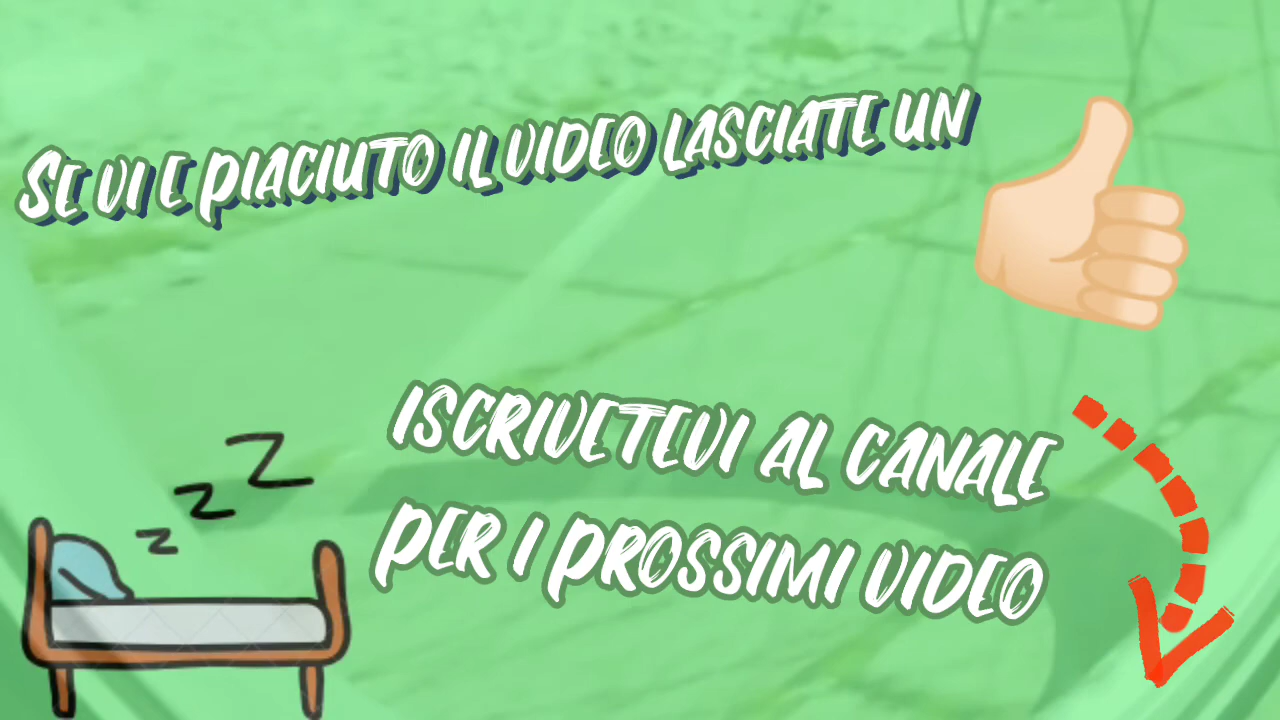 Se vi e piaciuto il video lasciate un
iscrivetevi al canale
per i prossimi video
z
z
z